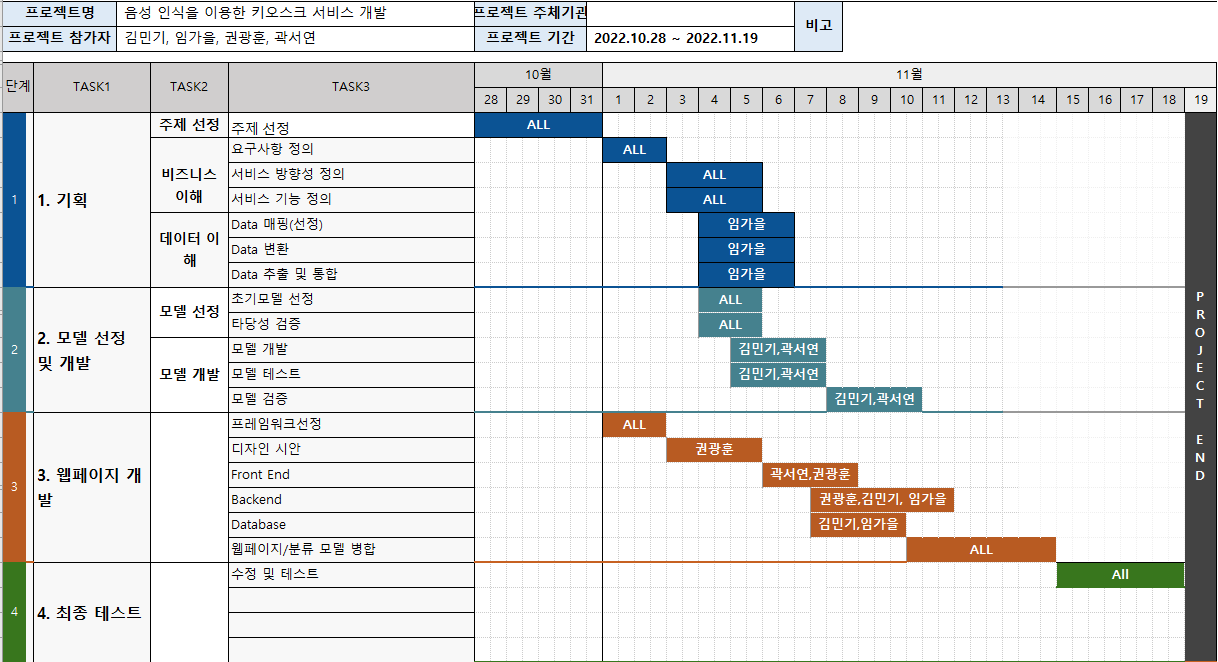 프로젝트명 음성 인식을 이용한 키오스크 서비스 개발 프로젝트 주체기관 비고
프로젝트 참가자 김민기, 임가을, 권광훈, 곽서연 프로젝트 기간 2022.10.28 ~ 2022.11.19
단계 TASK1 TASK2 TASK3 10월 11월
28 29 30 31 1 2 3 4 5 6 7 8 9 10 11 12 13 14 15 16 17 18 19
1 1. 기획 주제 선정 주제 선정 ALL
비즈니스 이해 요구사항 정의 ALL
서비스 방향성 정의 ALL
서비스 기능 정의 ALL
데이터 이해 Data 매핑(선정) 임가을
Data 변환 임가을
Data 추출 및 통합 임가을
2 2. 모델 선정 및 개발 모델 선정 초기모델 선정 ALL
타당성 검증 ALL
모델 개발 모델 개발 김민기,곽서연
모델 테스트 김민기,곽서연
모델 검증 김민기,곽서연
3 3. 웹페이지 개발 프레임워크선정 ALL
디자인 시안 권광훈
Front End 곽서연,권광훈
Backend 권광훈,김민기, 임가을
Database 김민기,임가을
웹페이지/분류 모델 병합 ALL
4 4. 최종 테스트 수정 및 테스트 All
PROJECT END